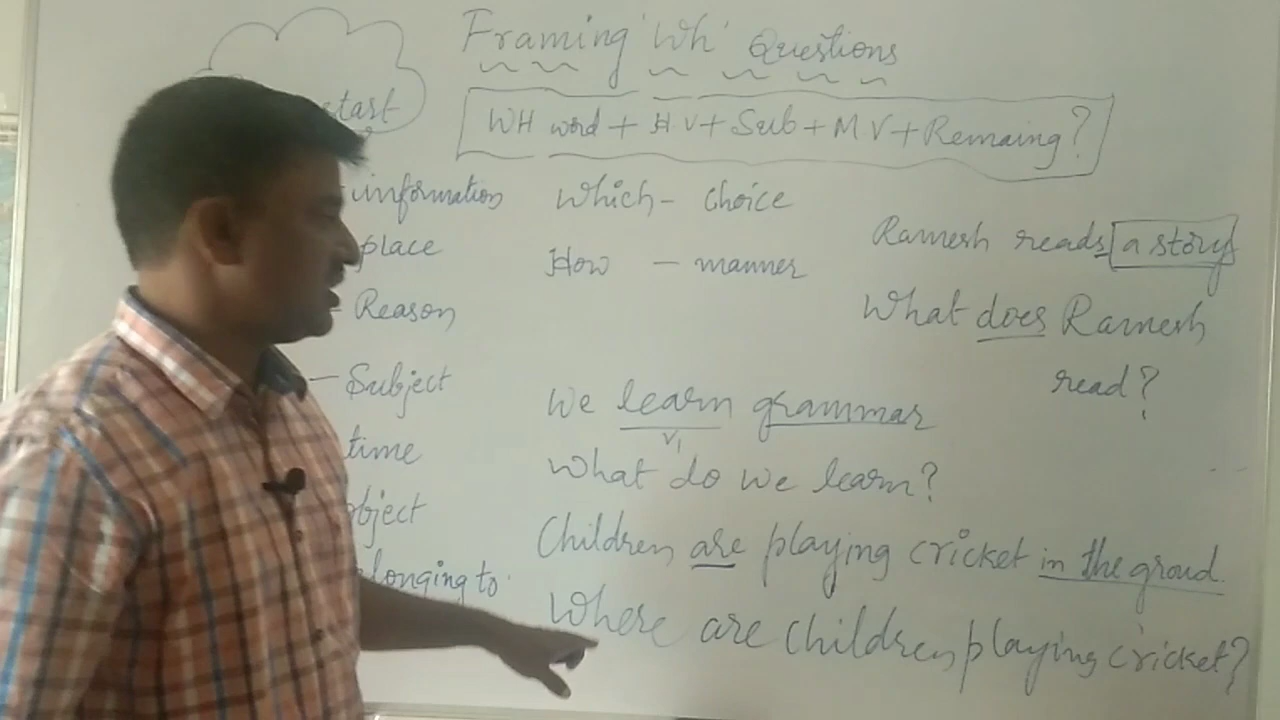 Framing 'Wh' Questions
start
WH word + HV + Sub + M V + Remaing?
information
Which - Choice
place
How - manner
Ramesh reads a story
Reason
What does Ramesh
read?
- Subject
We learn grammar
V1
time
What do we learn?
object
Children are playing cricket in the groud.
longing to
Where are children playing cricket?